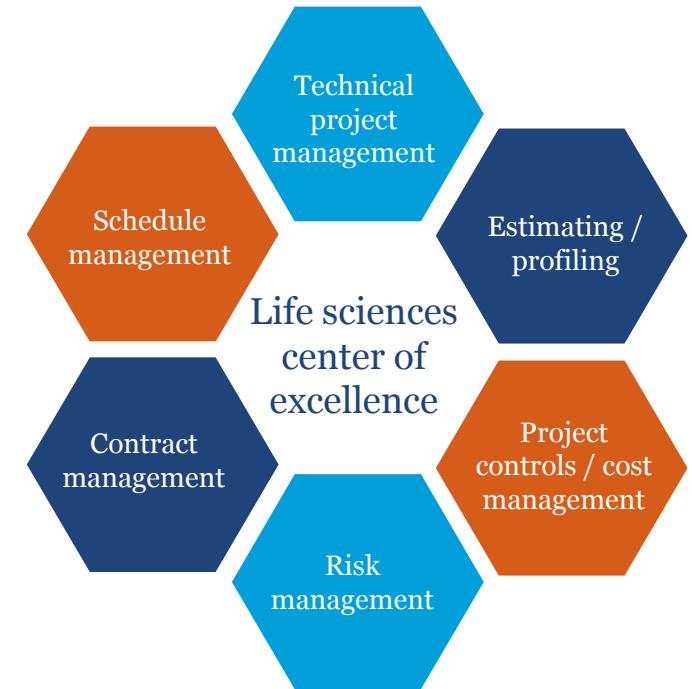 Technical
project
management
Estimating /
profiling
Project
controls / cost
management
Risk
management
Contract
management
Schedule
management
Life sciences
center of
excellence